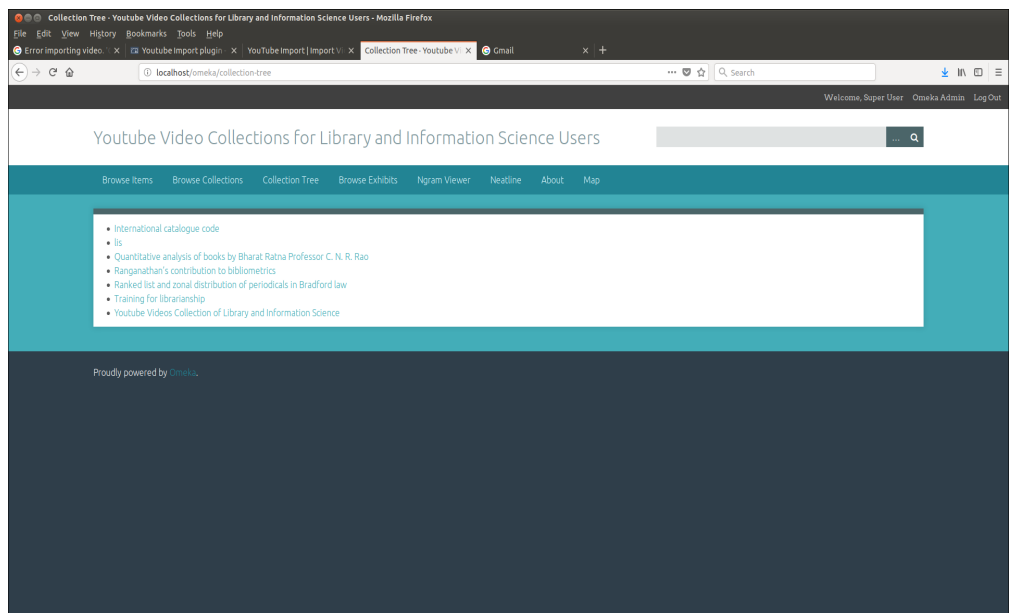 Collection Tree - Youtube Video Collections for Library and Information Science Users - Mozilla Firefox
File Edit View History Bookmarks Tools Help
Error importing video. Youtube Import plugin YouTube Import | Import Vi Collection Tree - Youtube Vi Gmail
localhost/omeka/collection-tree Search
Welcome, Super User Omeka Admin Log Out
Youtube Video Collections for Library and Information Science Users ...
Browse Items Browse Collections Collection Tree Browse Exhibits Ngram Viewer Neatline About Map
International catalogue code
lis
Quantitative analysis of books by Bharat Ratna Professor C. N. R. Rao
Ranganathan's contribution to bibliometrics
Ranked list and zonal distribution of periodicals in Bradford law
Training for librarianship
Youtube Videos Collection of Library and Information Science
Proudly powered by Omeka.